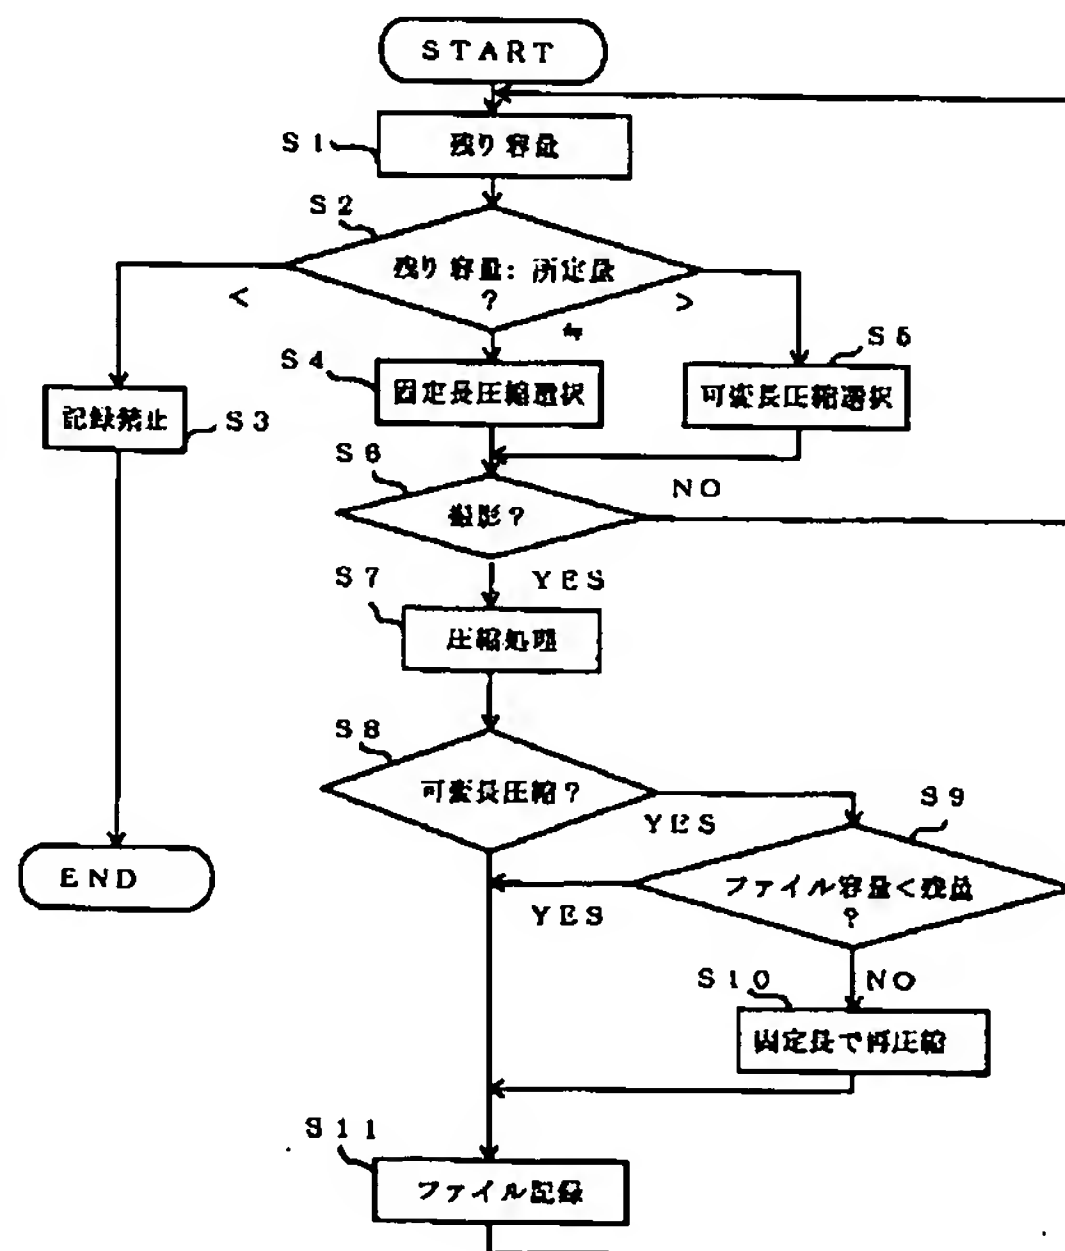 START
S1
残り容量
S2
残り容量:所定量
?
<
≒
>
S4
固定長圧縮選択
S5
可変長圧縮選択
記録禁止
S3
S6
撮影?
NO
YES
S7
圧縮処理
S8
可変長圧縮?
YES
S9
ファイル容量<残量
?
YES
END
NO
S10
固定長で再圧縮
S11
ファイル記録